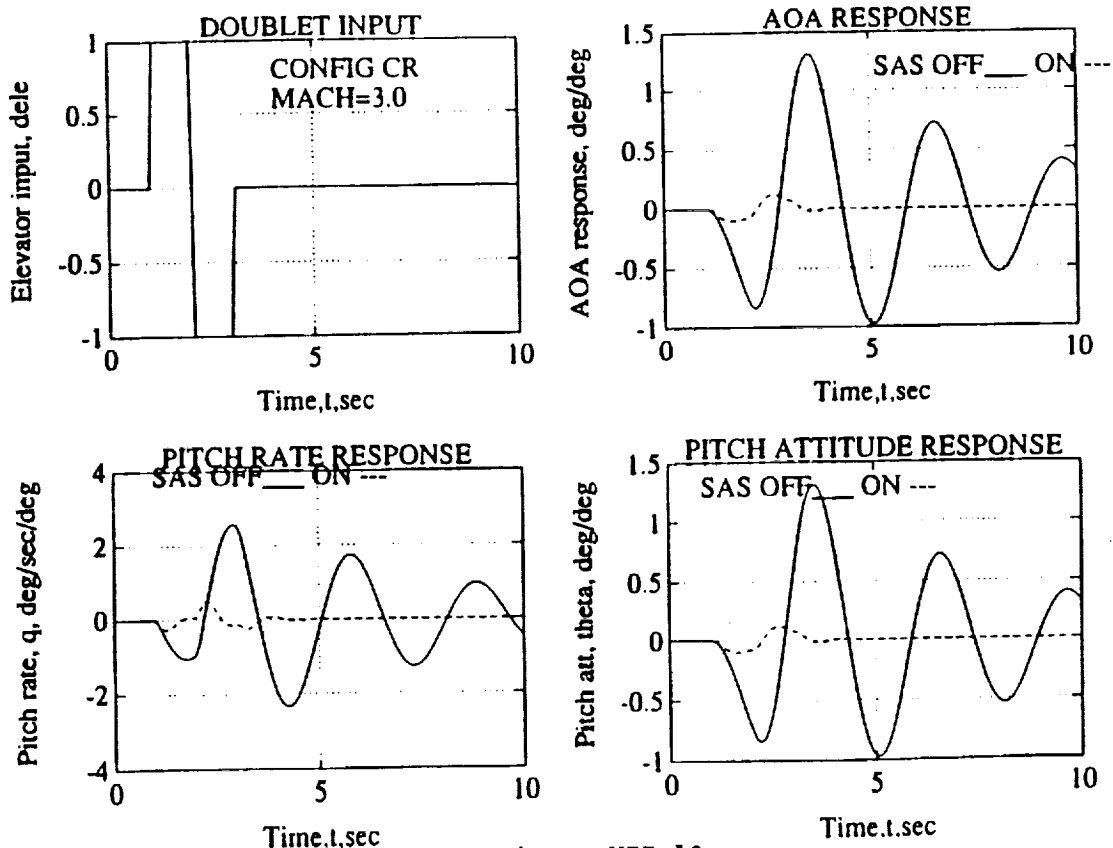 DOUBLET INPUT
CONFIG CR
MACH=3.0
Elevator input, dele
1
0.5
0
-0.5
-1
0
5
10
Time,t,sec
AOA RESPONSE
SAS OFF___ ON ---
AOA response, deg/deg
1.5
1
0.5
0
-0.5
-1
0
5
10
Time,t,sec
PITCH RATE RESPONSE
SAS OFF___ ON ---
Pitch rate, q, deg/sec/deg
4
2
0
-2
-4
0
5
10
Time,t,sec
PITCH ATTITUDE RESPONSE
SAS OFF___ ON ---
Pitch att, theta, deg/deg
1.5
1
0.5
0
-0.5
-1
0
5
10
Time,t,sec